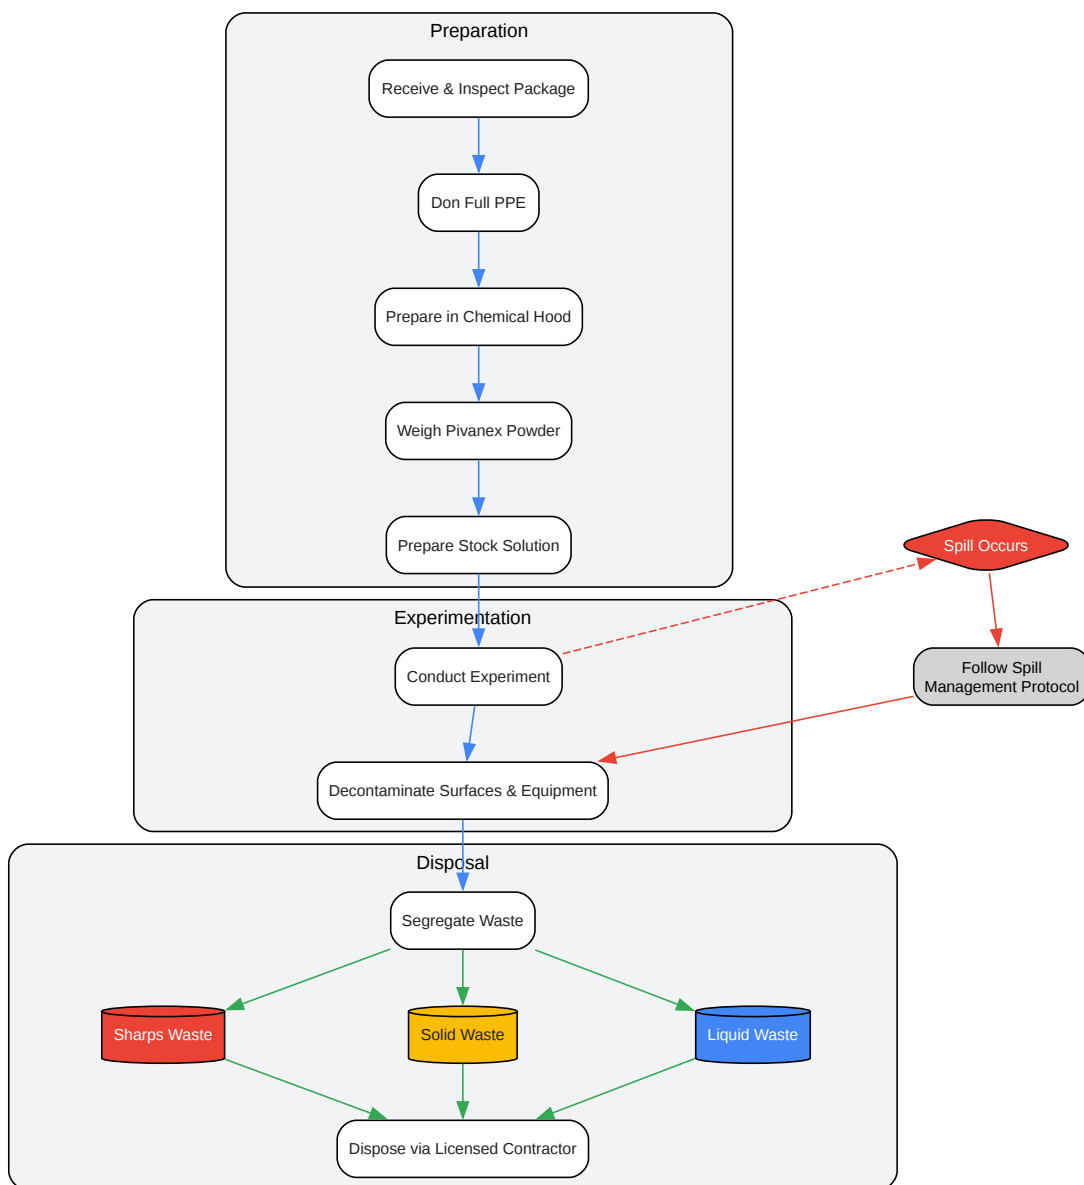 Preparation
Receive & Inspect Package
Don Full PPE
Prepare in Chemical Hood
Weigh Pivanex Powder
Prepare Stock Solution
Spill Occurs
Experimentation
Conduct Experiment
Follow Spill
Management Protocol
Decontaminate Surfaces & Equipment
Disposal
Segregate Waste
Sharps Waste
Solid Waste
Liquid Waste
Dispose via Licensed Contractor